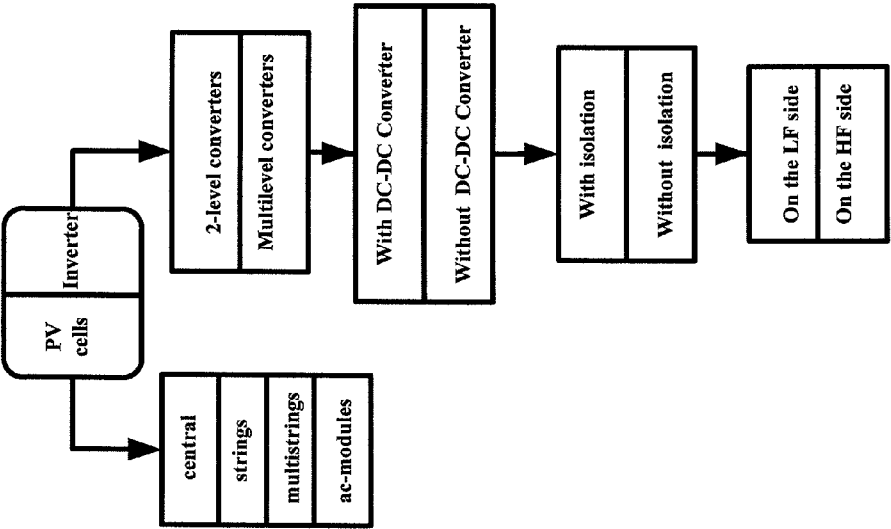 PV
cells
Inverter
central
strings
multistrings
ac-modules
2-level converters
Multilevel converters
With DC-DC Converter
Without DC-DC Converter
With isolation
Without isolation
On the LF side
On the HF side